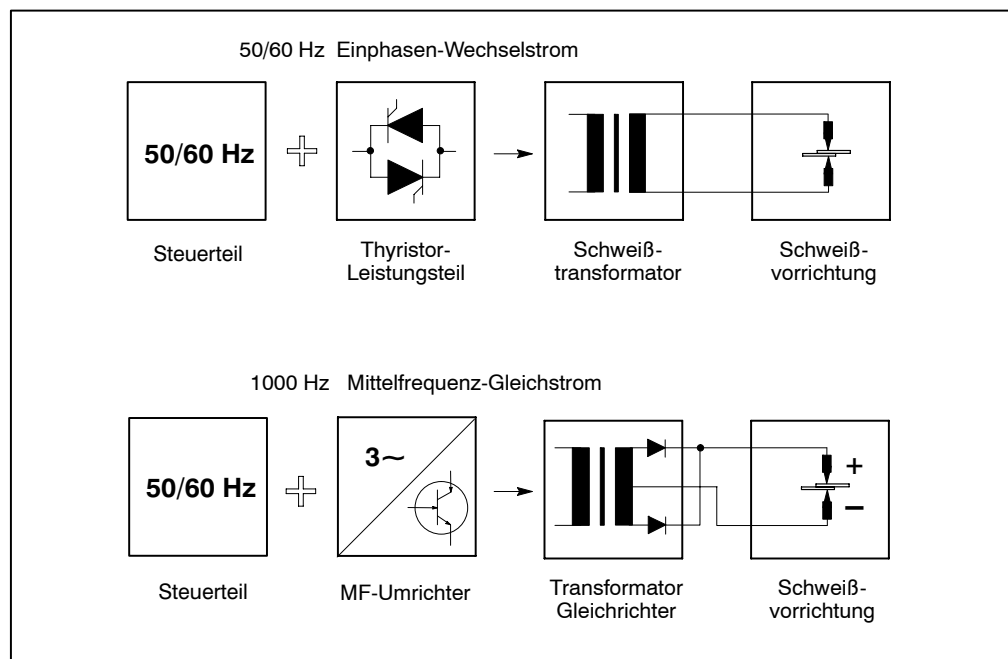 50/60 Hz Einphasen-Wechselstrom
50/60 Hz
Steuerteil
Thyristor-
Leistungsteil
Schweiß-
transformator
Schweiß-
vorrichtung
1000 Hz Mittelfrequenz-Gleichstrom
50/60 Hz
3~
+
−
Steuerteil
MF-Umrichter
Transformator
Gleichrichter
Schweiß-
vorrichtung